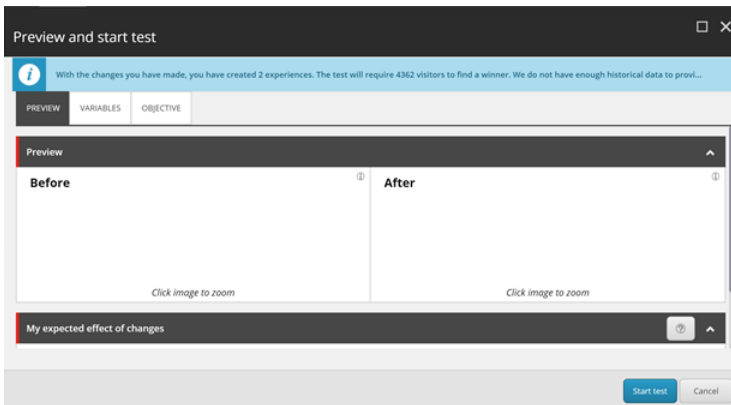 Preview and start test
With the changes you have made, you have created 2 experiences. The test will require 4362 visitors to find a winner. We do not have enough historical data to provi...
PREVIEW VARIABLES OBJECTIVE
Preview
Before After
Click image to zoom Click image to zoom
My expected effect of changes
Start test Cancel